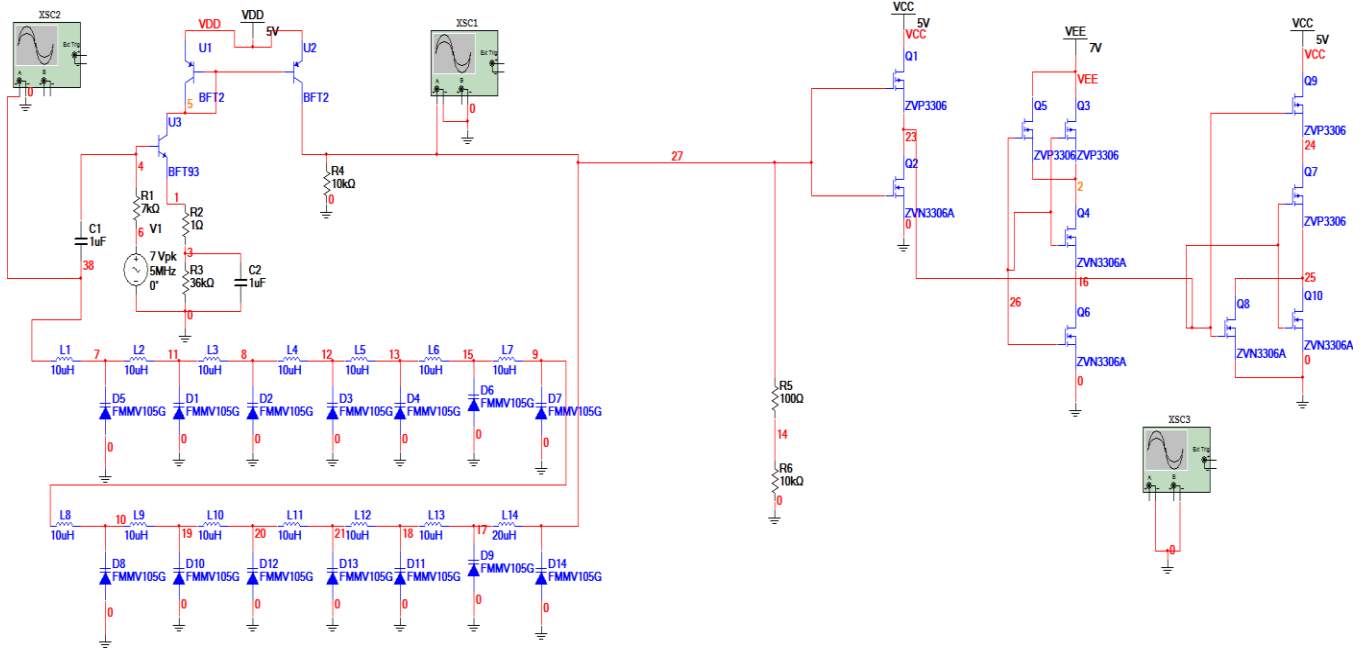 XSC2
Ext Trig
A B
0
VDD
VDD
5V
U1
U2
BFT2
BFT2
5
U3
4
BFT93
1
R1
7kΩ
6
V1
R2
1Ω
7 Vpk
5MHz
0°
3
R3
36kΩ
C2
1uF
0
C1
1uF
38
XSC1
Ext Trig
A B
0
R4
10kΩ
0
27
VCC
5V
VCC
Q1
ZVP3306
23
Q2
ZVN3306A
0
VEE
7V
VEE
Q5
Q3
ZVP3306
ZVP3306
2
Q4
ZVN3306A
16
26
Q6
ZVN3306A
0
VCC
5V
VCC
Q9
ZVP3306
24
Q7
ZVP3306
25
Q8
Q10
ZVN3306A
ZVN3306A
0
L1 7 L2 11 L3 8 L4 12 L5 13 L6 15 L7 9
10uH 10uH 10uH 10uH 10uH 10uH 10uH
D5 D1 D2 D3 D4 D6 D7
FMMV105G FMMV105G FMMV105G FMMV105G FMMV105G FMMV105G FMMV105G
0 0 0 0 0 0 0
R5
100Ω
14
R6
10kΩ
0
XSC3
Ext Trig
A B
0
L8 10 L9 19 L10 20 L11 21 L12 18 L13 17 L14
10uH 10uH 10uH 10uH 10uH 10uH 20uH
D8 D10 D12 D13 D11 D9 D14
FMMV105G FMMV105G FMMV105G FMMV105G FMMV105G FMMV105G FMMV105G
0 0 0 0 0 0 0